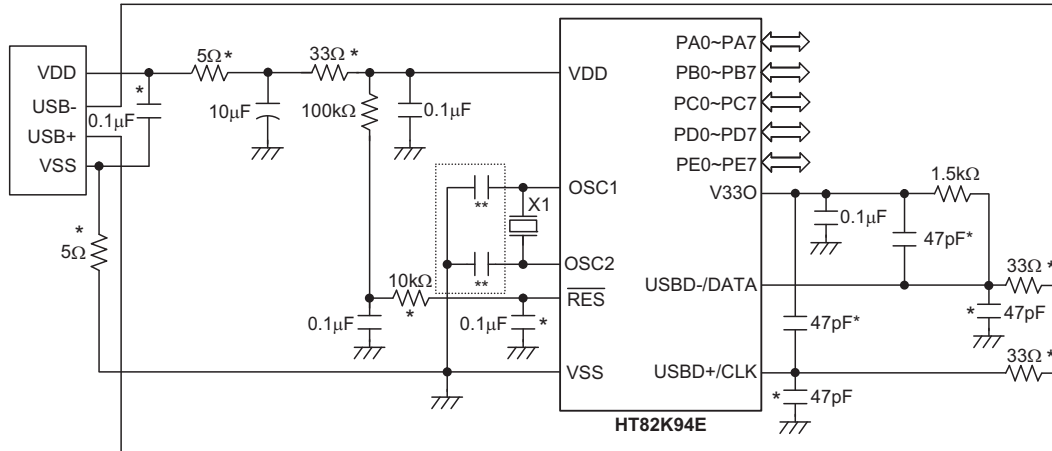 VDD
USB-
USB+
VSS
5Ω *
33Ω *
*
0.1μF
10μF
100kΩ
0.1μF
*
5Ω
**
X1
**
10kΩ
*
0.1μF
0.1μF
*
VDD
OSC1
OSC2
RES
VSS
PA0~PA7
PB0~PB7
PC0~PC7
PD0~PD7
PE0~PE7
V33O
USBD-/DATA
USBD+/CLK
HT82K94E
1.5kΩ
0.1μF
47pF*
33Ω *
* 47pF
47pF*
33Ω *
* 47pF